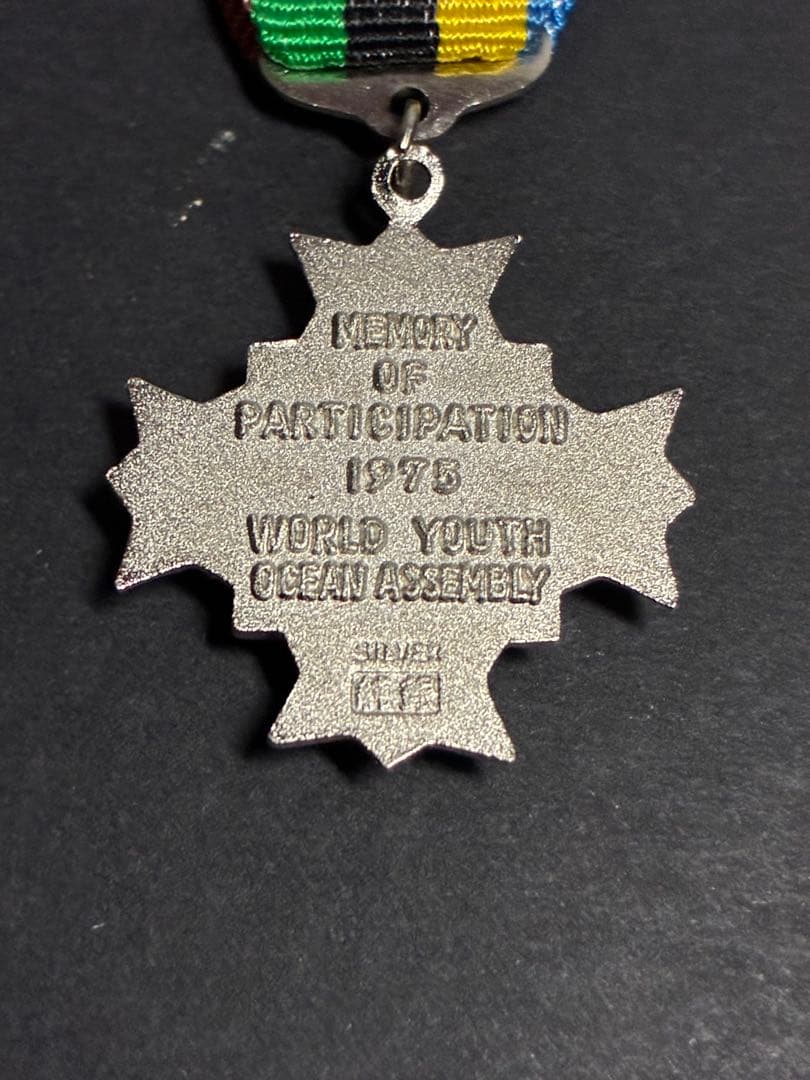 MEMORY
OF
PARTICIPATION
1975
WORLD YOUTH
OCEAN ASSEMBLY
SILVER